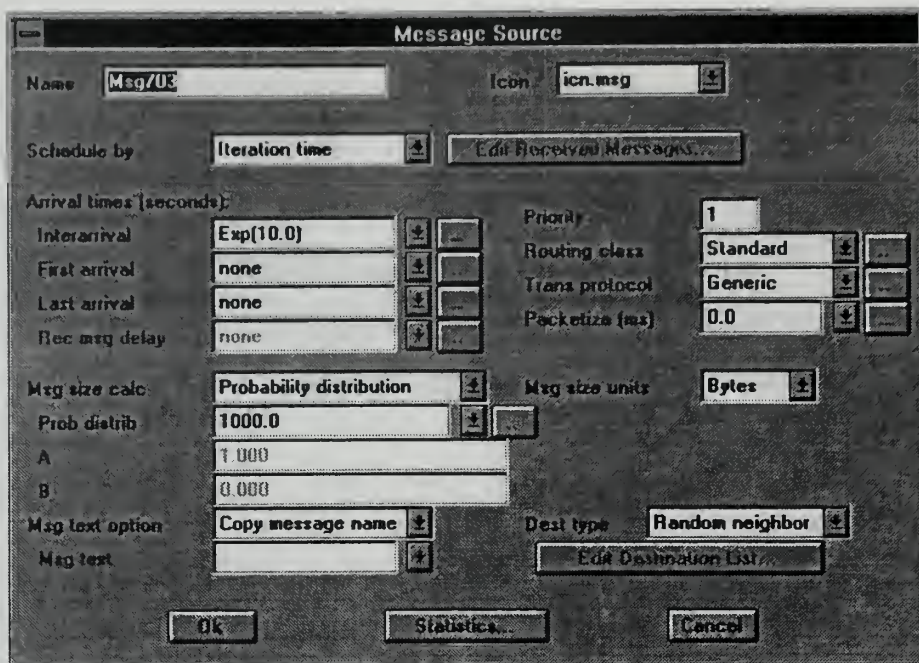 Message Source
Name Msg/03 Icon icn.msg
Schedule by Iteration time Edit Received Messages...
Arrival times (seconds):
Interarrival Exp(10.0) Priority 1
First arrival none Routing class Standard
Last arrival none Trans protocol Generic
Rec msg delay none Packetize (ms) 0.0
Msg size calc Probability distribution Msg size units Bytes
Prob distrib 1000.0
A 1.000
B 0.000
Msg text option Copy message name Dest type Random neighbor
Msg text Edit Destination List...
Ok Statistics... Cancel